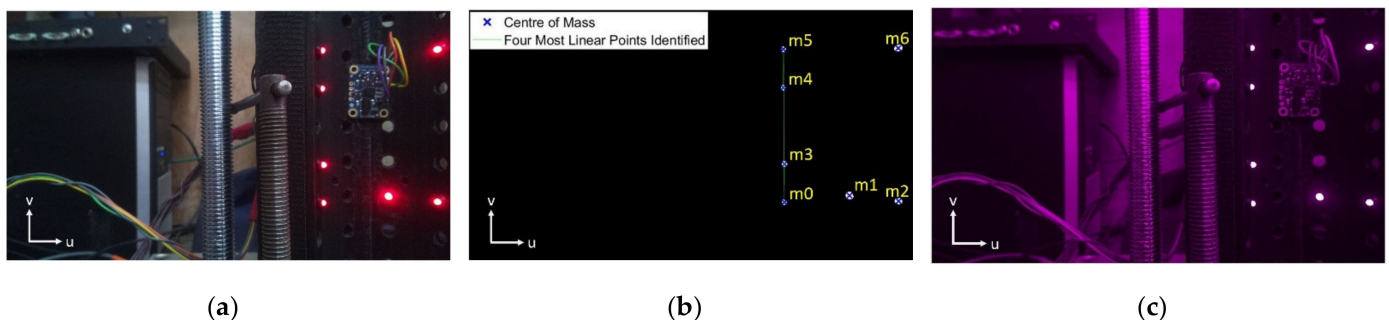 v
u
(a)
Centre of Mass
Four Most Linear Points Identified
m5
m6
m4
m3
m0
m1
m2
v
u
(b)
v
u
(c)